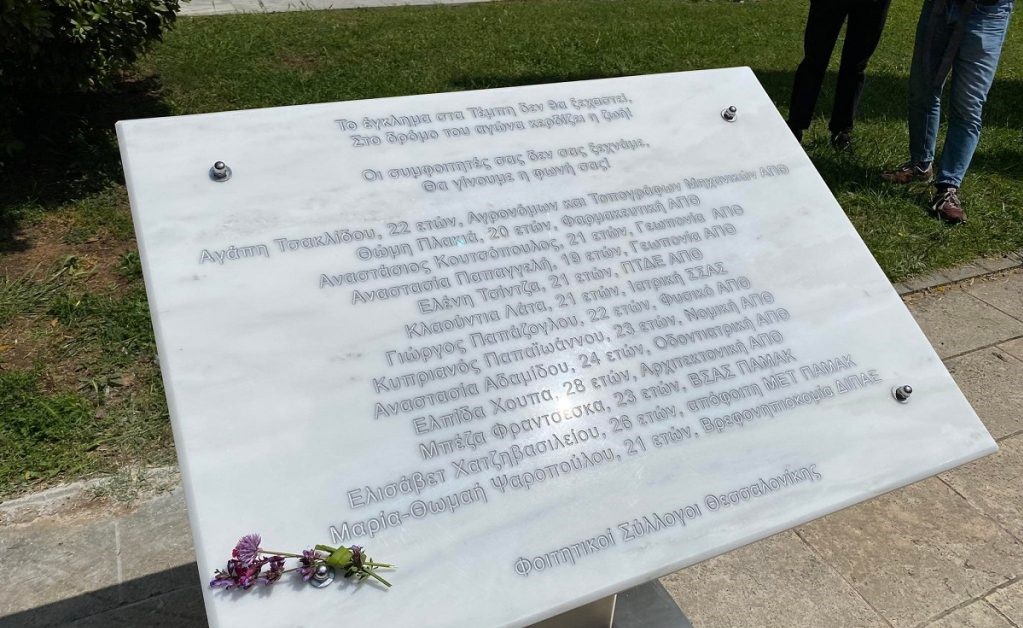 Το έγκλημα στα Τέμπη δεν θα ξεχαστεί,
Στο δρόμο του αγώνα κερδίζει η ζωή!
Οι συμφοιτητές σας δεν σας ξεχνάμε,
Θα γίνουμε η φωνή σας!
Αγάπη Τσακλίδου, 22 ετών, Αγρονόμων και Τοπογράφων Μηχανικών ΑΠΘ
Θώμη Πλακιά, 20 ετών, Φαρμακευτική ΑΠΘ
Αναστάσιος Κουτσόπουλος, 21 ετών, Γεωπονία ΑΠΘ
Αναστασία Παπαγγελή, 19 ετών, Γεωπονία ΑΠΘ
Ελένη Τσίντζα, 21 ετών, ΠΤΔΕ ΑΠΘ
Κλαούντια Λάτα, 21 ετών, Ιατρική ΣΣΑΣ
Γιώργος Παπάζογλου, 22 ετών, Φυσικό ΑΠΘ
Κυπριανός Παπαϊωάννου, 23 ετών, Νομική ΑΠΘ
Αναστασία Αδαμίδου, 24 ετών, Οδοντιατρική ΑΠΘ
Ελπίδα Χούπα, 28 ετών, Αρχιτεκτονική ΑΠΘ
Μπέζα Φραντσέσκα, 23 ετών, ΒΣΑΣ ΠΑΜΑΚ
Ελισάβετ Χατζηβασιλείου, 26 ετών, απόφοιτη ΜΕΤ ΠΑΜΑΚ
Μαρία-Θωμαή Ψαροπούλου, 21 ετών, Βρεφονηπιοκομία ΔΙΠΑΕ
Φοιτητικοί Σύλλογοι Θεσσαλονίκης